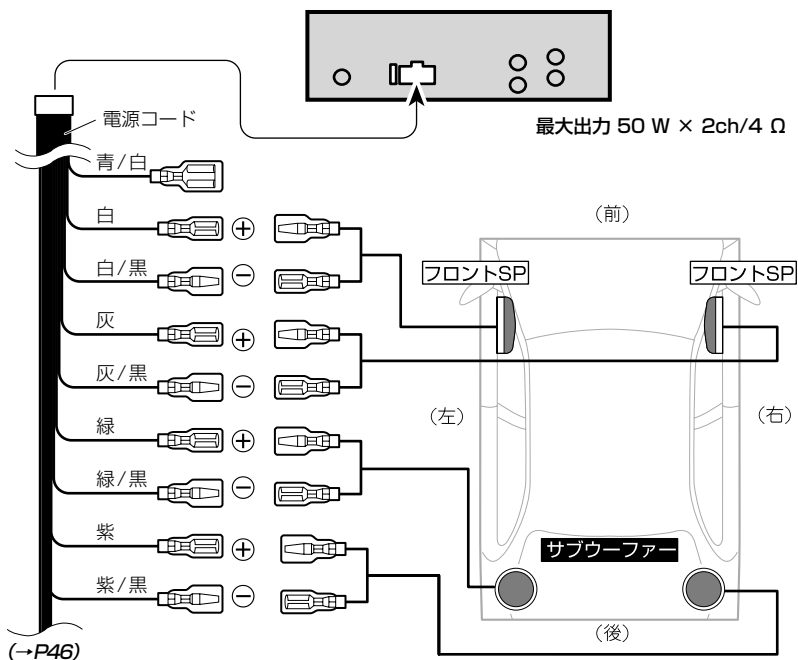 電源コード
最大出力 50 W × 2ch/4 Ω
青/白
白
⊕
白/黒
⊖
灰
⊕
灰/黒
⊖
緑
⊕
緑/黒
⊖
紫
⊕
紫/黒
⊖
(→P46)
（前）
フロントSP
フロントSP
（左）
（右）
サブウーファー
（後）